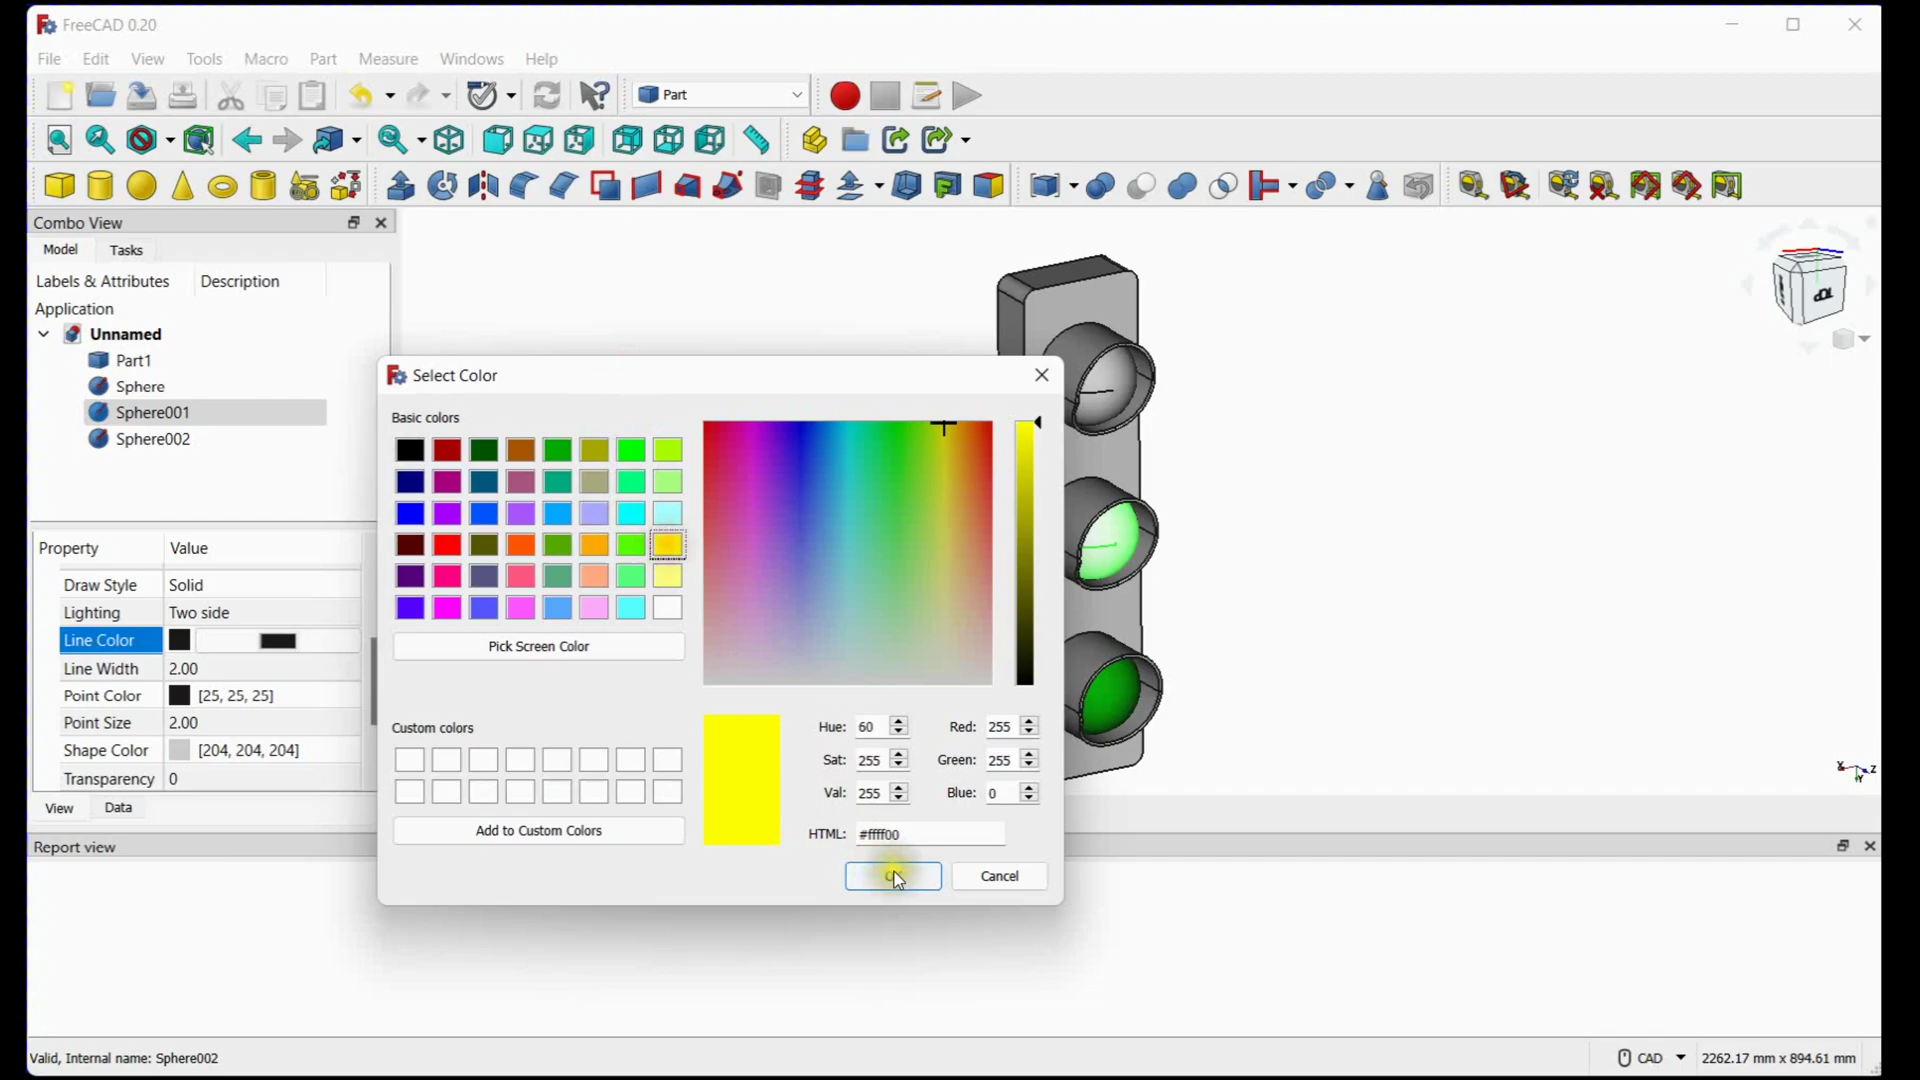 FreeCAD 0.20
File Edit View Tools Macro Part Measure Windows Help
Part
Combo View
Model Tasks
Labels & Attributes Description
Application
Unnamed
Part1
Sphere
Sphere001
Sphere002
Property Value
Draw Style Solid
Lighting Two side
Line Color
Line Width 2.00
Point Color [25, 25, 25]
Point Size 2.00
Shape Color [204, 204, 204]
Transparency 0
View Data
Select Color
Basic colors
Pick Screen Color
Custom colors
Add to Custom Colors
Hue: 60 Red: 255
Sat: 255 Green: 255
Val: 255 Blue: 0
HTML: #ffff00
Cancel
TOP
X Y Z
Report view
Valid, Internal name: Sphere002
CAD 2262.17 mm x 894.61 mm